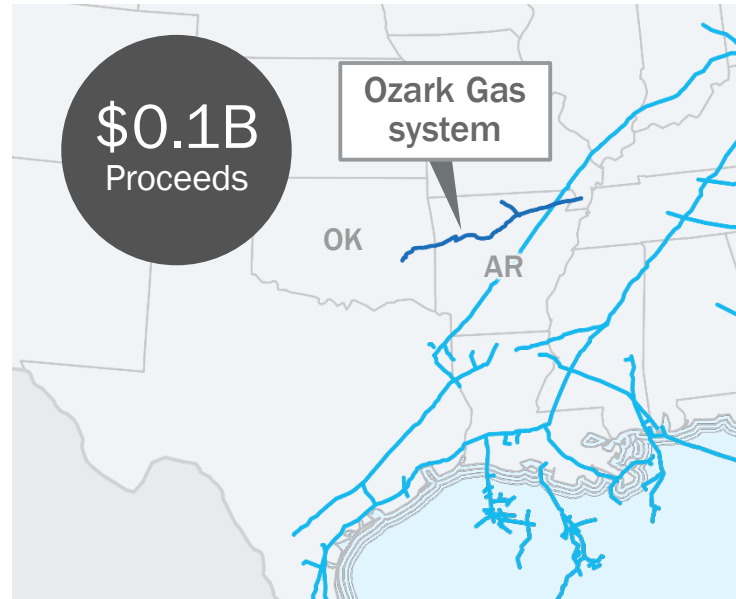 $0.1B
Proceeds
Ozark Gas
system
OK
AR